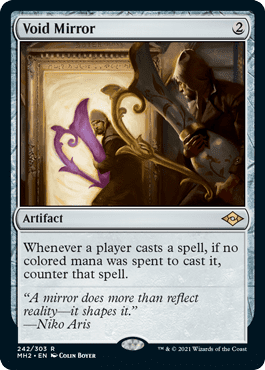 Void Mirror 2
Artifact
Whenever a player casts a spell, if no
colored mana was spent to cast it,
counter that spell.
“A mirror does more than reflect
reality—it shapes it.”
—Niko Aris
242/303 R
MH2 • EN Colin Boyer
™ & © 2021 Wizards of the Coast